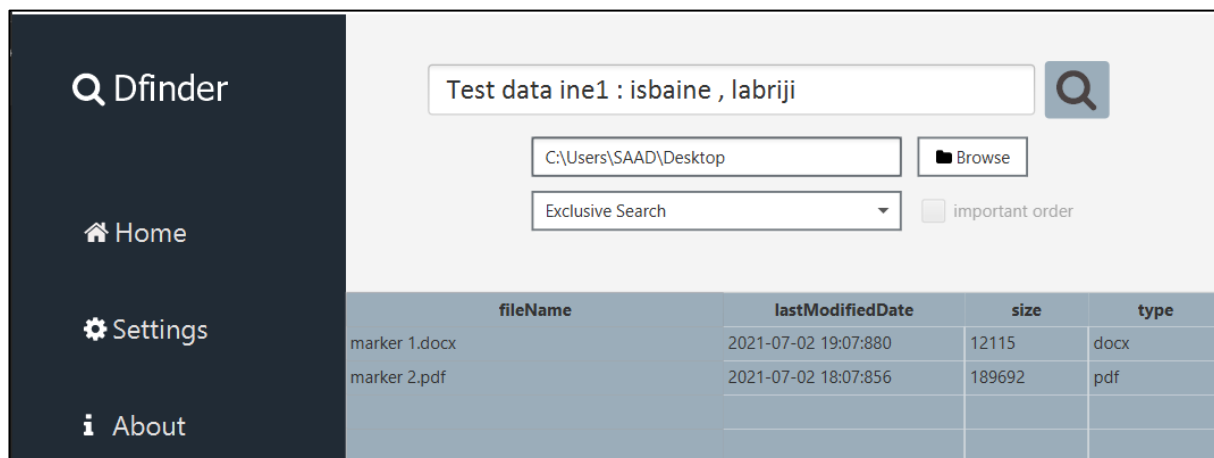 Dfinder
Test data ine1 : isbaine , labriji
C:\Users\SAAD\Desktop
Browse
Exclusive Search
important order
Home
Settings
About
fileName lastModifiedDate size type
marker 1.docx 2021-07-02 19:07:880 12115 docx
marker 2.pdf 2021-07-02 18:07:856 189692 pdf